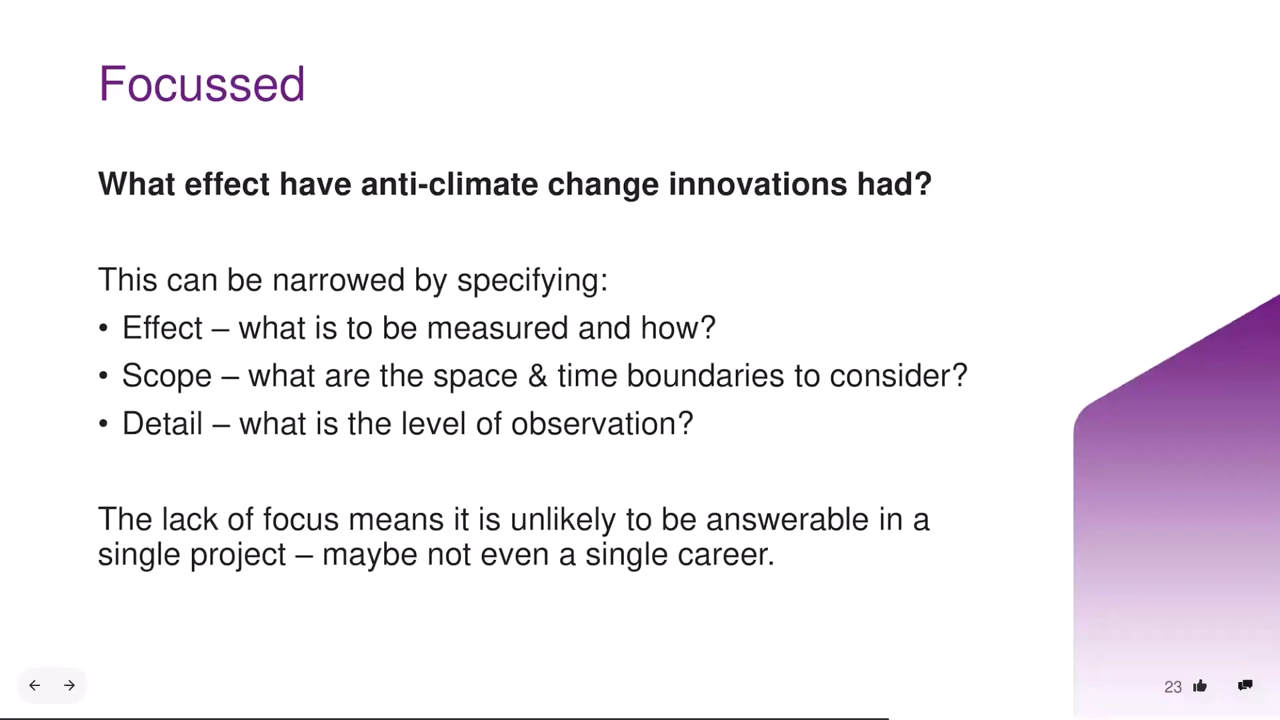 Focussed
What effect have anti-climate change innovations had?
This can be narrowed by specifying:
• Effect – what is to be measured and how?
• Scope – what are the space & time boundaries to consider?
• Detail – what is the level of observation?
The lack of focus means it is unlikely to be answerable in a
single project – maybe not even a single career.
23